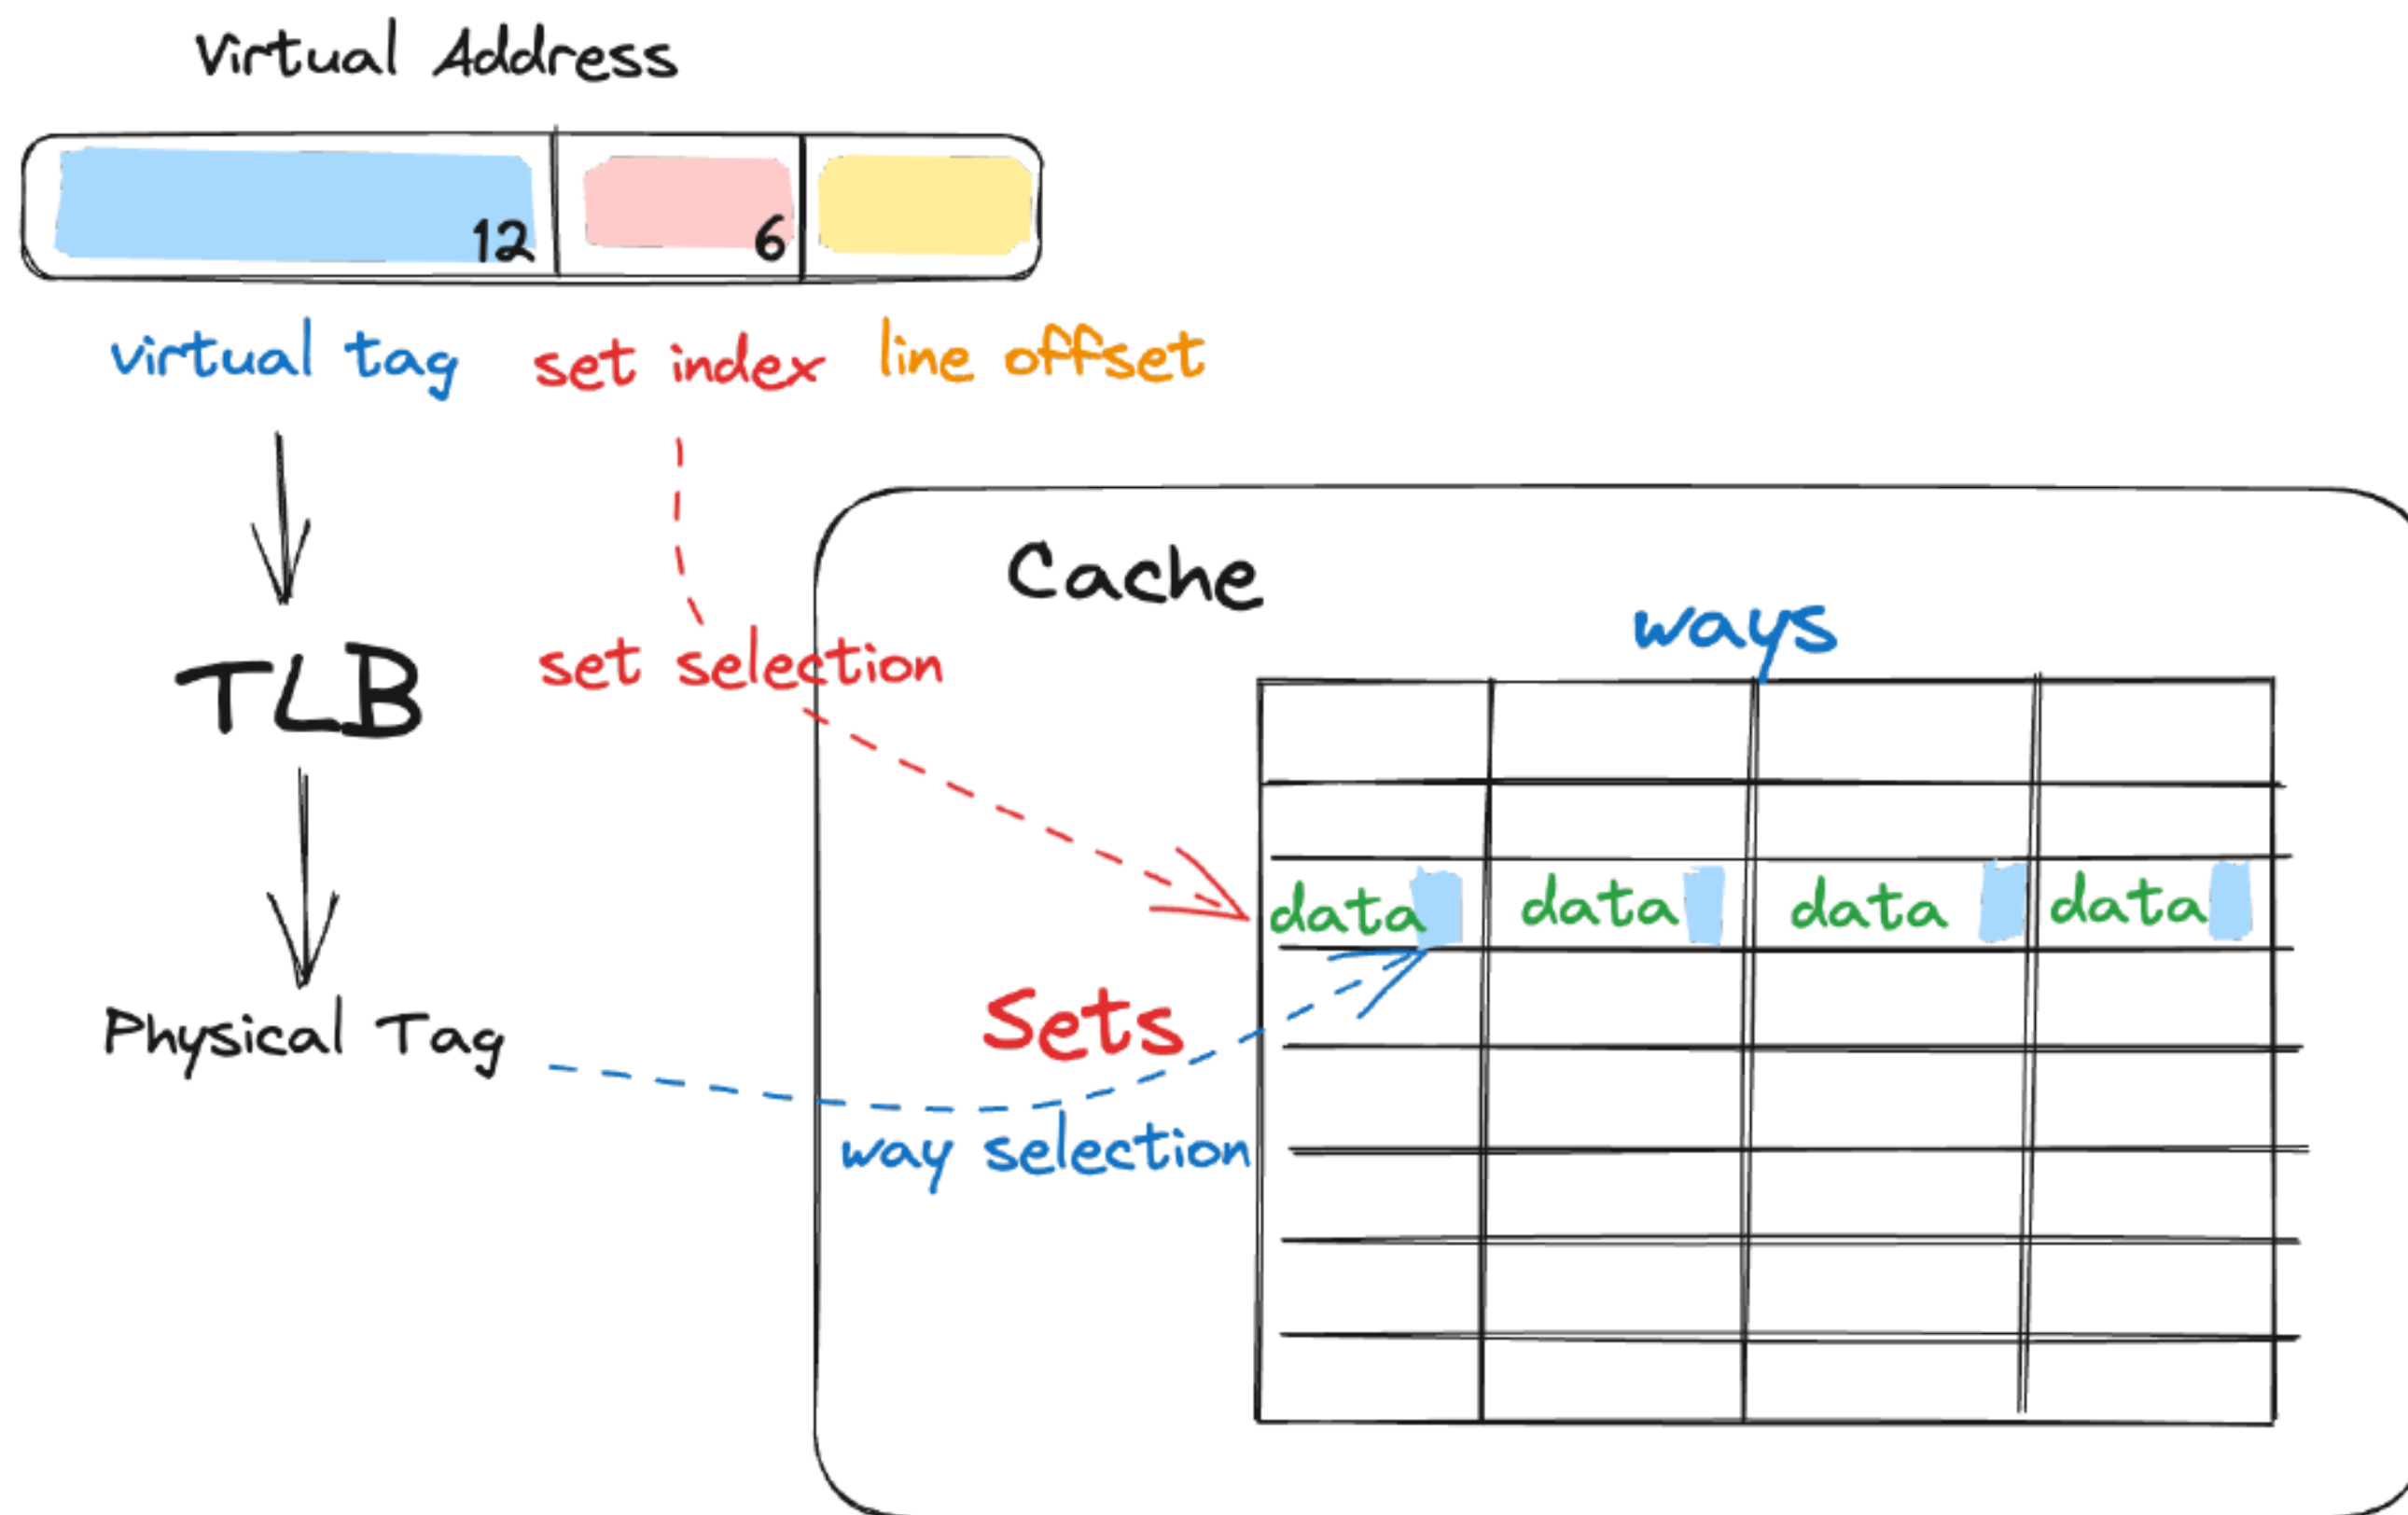 Virtual Address
12 6
virtual tag set index line offset
Cache
ways
TLB
set selection
data data data data
Sets
Physical Tag
way selection